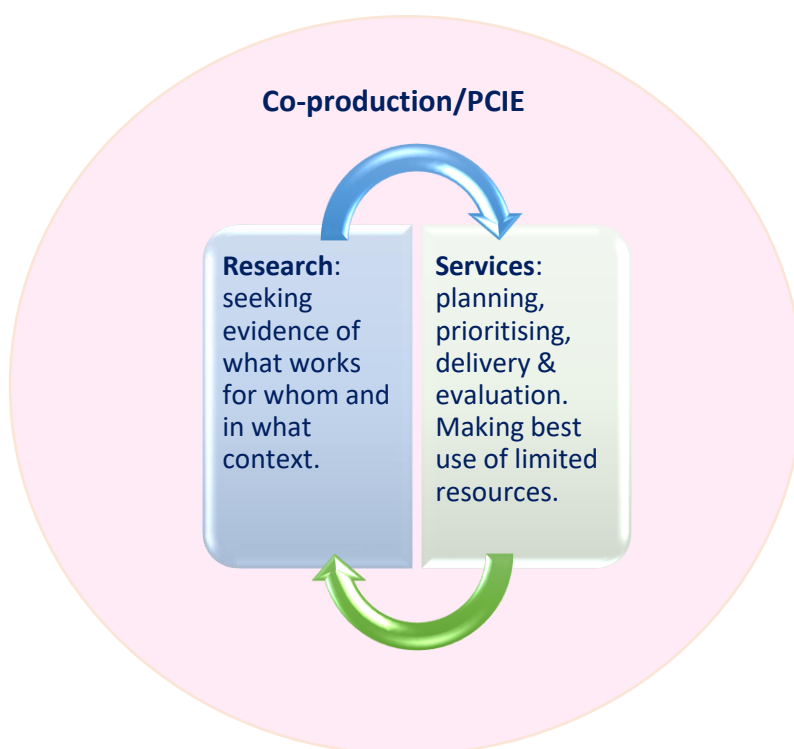 Co-production/PCIE
Research:
seeking
evidence of
what works
for whom and
in what
context.
Services:
planning,
prioritising,
delivery &
evaluation.
Making best
use of limited
resources.